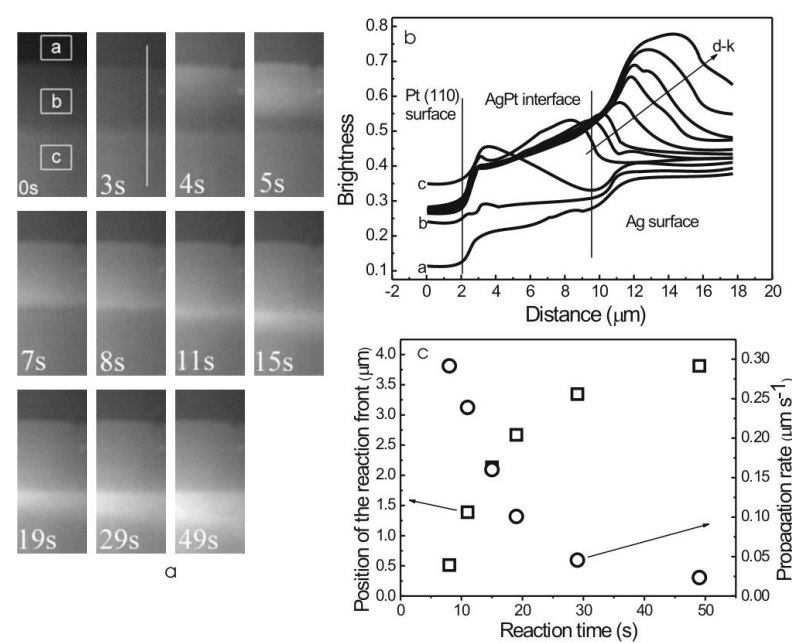 a
b
c
0s
3s
4s
5s
7s
8s
11s
15s
19s
29s
49s
a
b
0.8
0.7
0.6
0.5
0.4
0.3
0.2
0.1
Brightness
Pt (110)
surface
AgPt interface
d-k
c
b
a
Ag surface
-2 0 2 4 6 8 10 12 14 16 18 20
Distance (μm)
c
4.0
3.5
3.0
2.5
2.0
1.5
1.0
0.5
0.0
Position of the reaction front (μm)
0.30
0.25
0.20
0.15
0.10
0.05
0.00
Propagation rate (μm s⁻¹)
0 10 20 30 40 50
Reaction time (s)